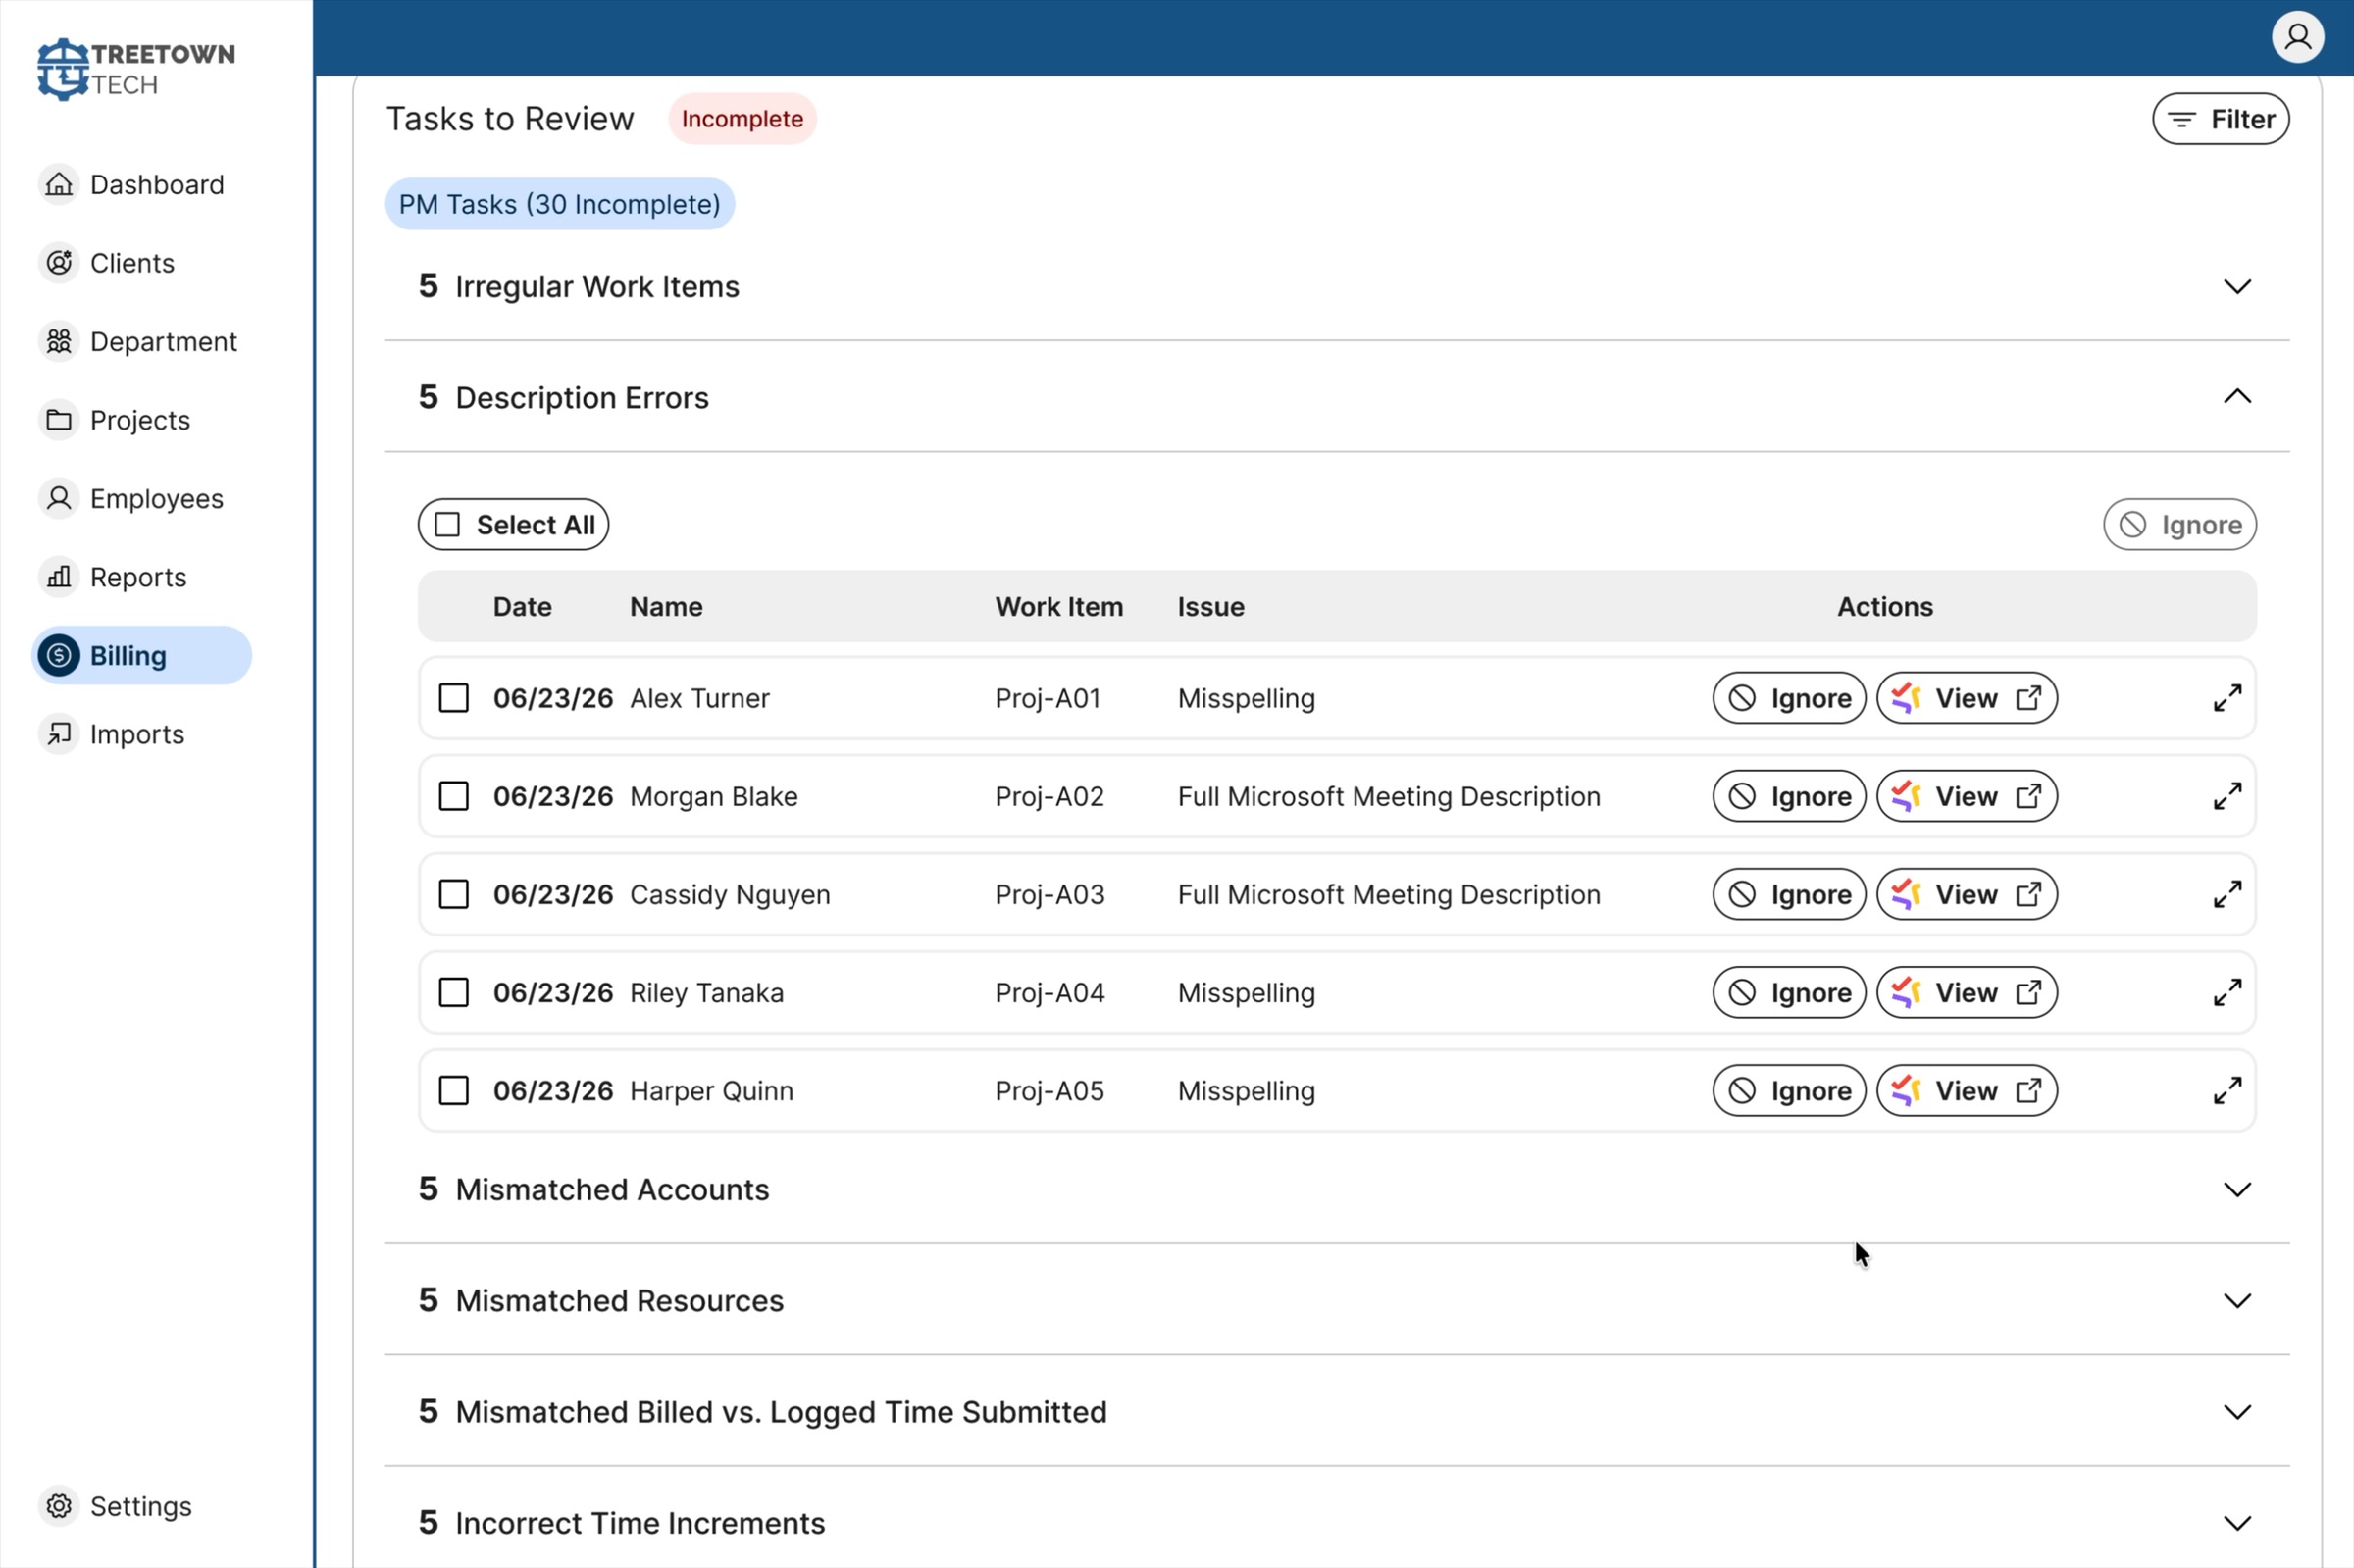 TREETOWN
TECH
Dashboard
Clients
Department
Projects
Employees
Reports
Billing
Imports
Settings
Tasks to Review Incomplete Filter
PM Tasks (30 Incomplete)
5 Irregular Work Items
5 Description Errors
Select All Ignore
Date Name Work Item Issue Actions
06/23/26 Alex Turner Proj-A01 Misspelling Ignore View
06/23/26 Morgan Blake Proj-A02 Full Microsoft Meeting Description Ignore View
06/23/26 Cassidy Nguyen Proj-A03 Full Microsoft Meeting Description Ignore View
06/23/26 Riley Tanaka Proj-A04 Misspelling Ignore View
06/23/26 Harper Quinn Proj-A05 Misspelling Ignore View
5 Mismatched Accounts
5 Mismatched Resources
5 Mismatched Billed vs. Logged Time Submitted
5 Incorrect Time Increments